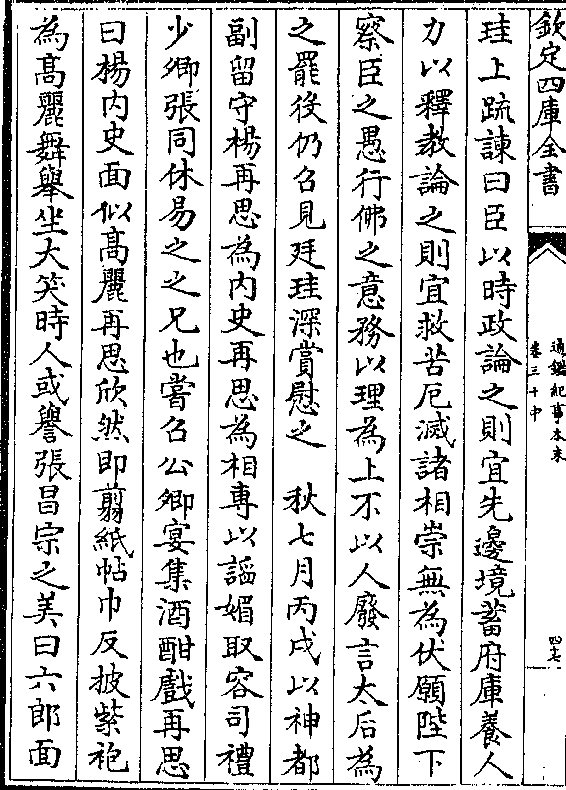 欽定四庫全書
通鑑紀事本末
卷三十中
四七
珪上疏諫曰臣以時政論之則宜先邊境蓄府庫養人
力以釋教論之則宜救苦厄滅諸相崇無為伏願陛下
察臣之愚行佛之意務以理為上不以人廢言太后為
之罷役仍召見廷珪深賞慰之 秋七月丙戌以神都
副留守楊再思為内史再思為相專以謟媚取容司禮
少卿張同休易之之兄也嘗召公卿宴集酒酣戲再思
曰楊内史面似髙麗再思欣然即翦紙帖巾反披紫袍
為髙麗舞舉坐大笑時人或譽張昌宗之美曰六郎面